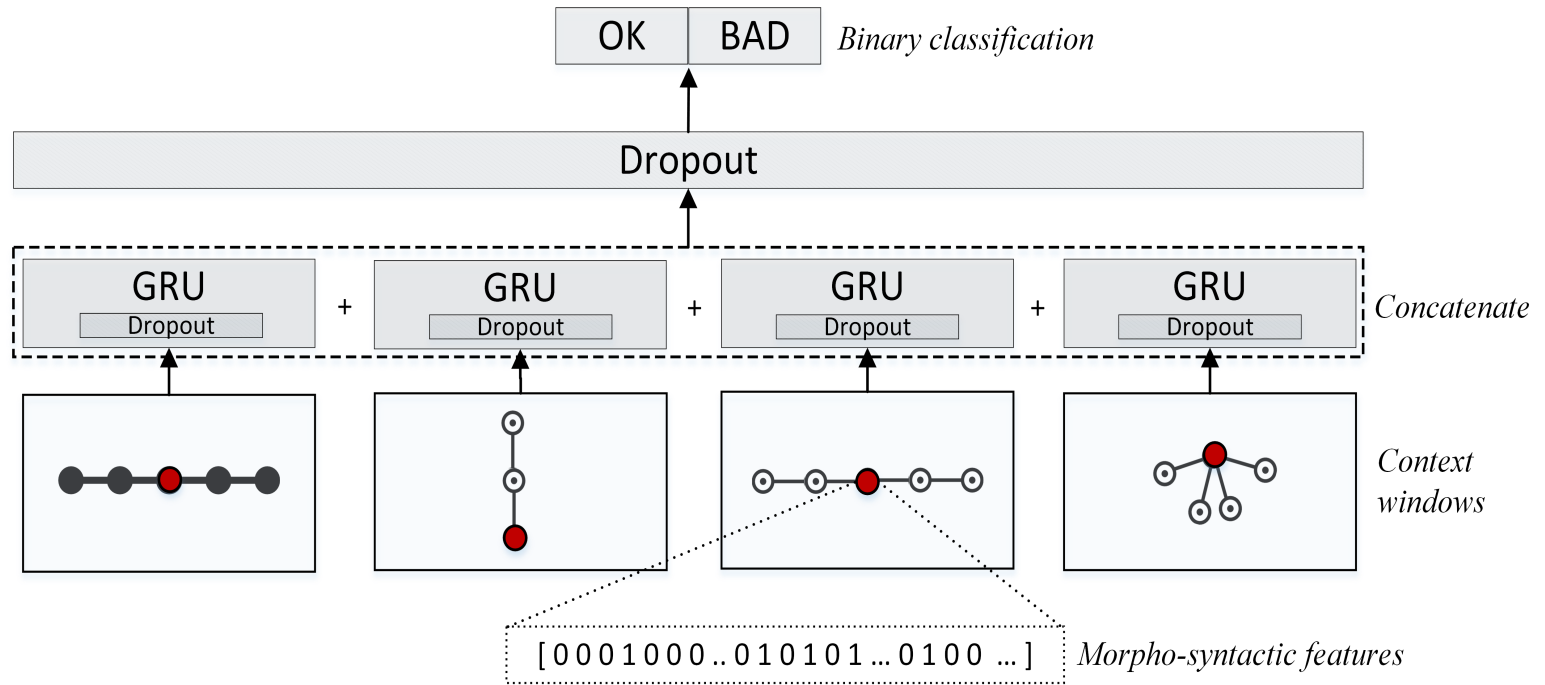 OK BAD Binary classification
Dropout
GRU + GRU + GRU + GRU
Dropout Dropout Dropout Dropout
Concatenate
Context
windows
[ 0 0 0 1 0 0 0 .. 0 1 0 1 0 1 ... 0 1 0 0 ... ] Morpho-syntactic features